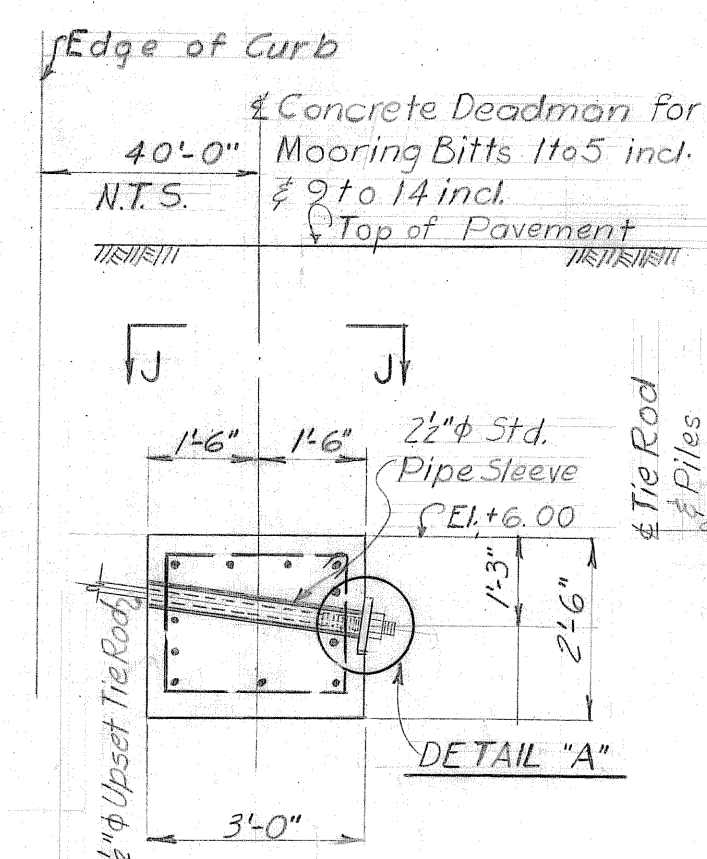 Edge of Curb
℄ Concrete Deadman for
40'-0" Mooring Bitts 1 to 5 incl.
N.T.S. & 9 to 14 incl.
Top of Pavement
J J
1'-6" 1'-6" 2½"ϕ Std.
Pipe Sleeve
El. +6.00
℄ Tie Rod
& Piles
1'-3"
2'-6"
"ϕ Upset Tie Rod
DETAIL "A"
3'-0"